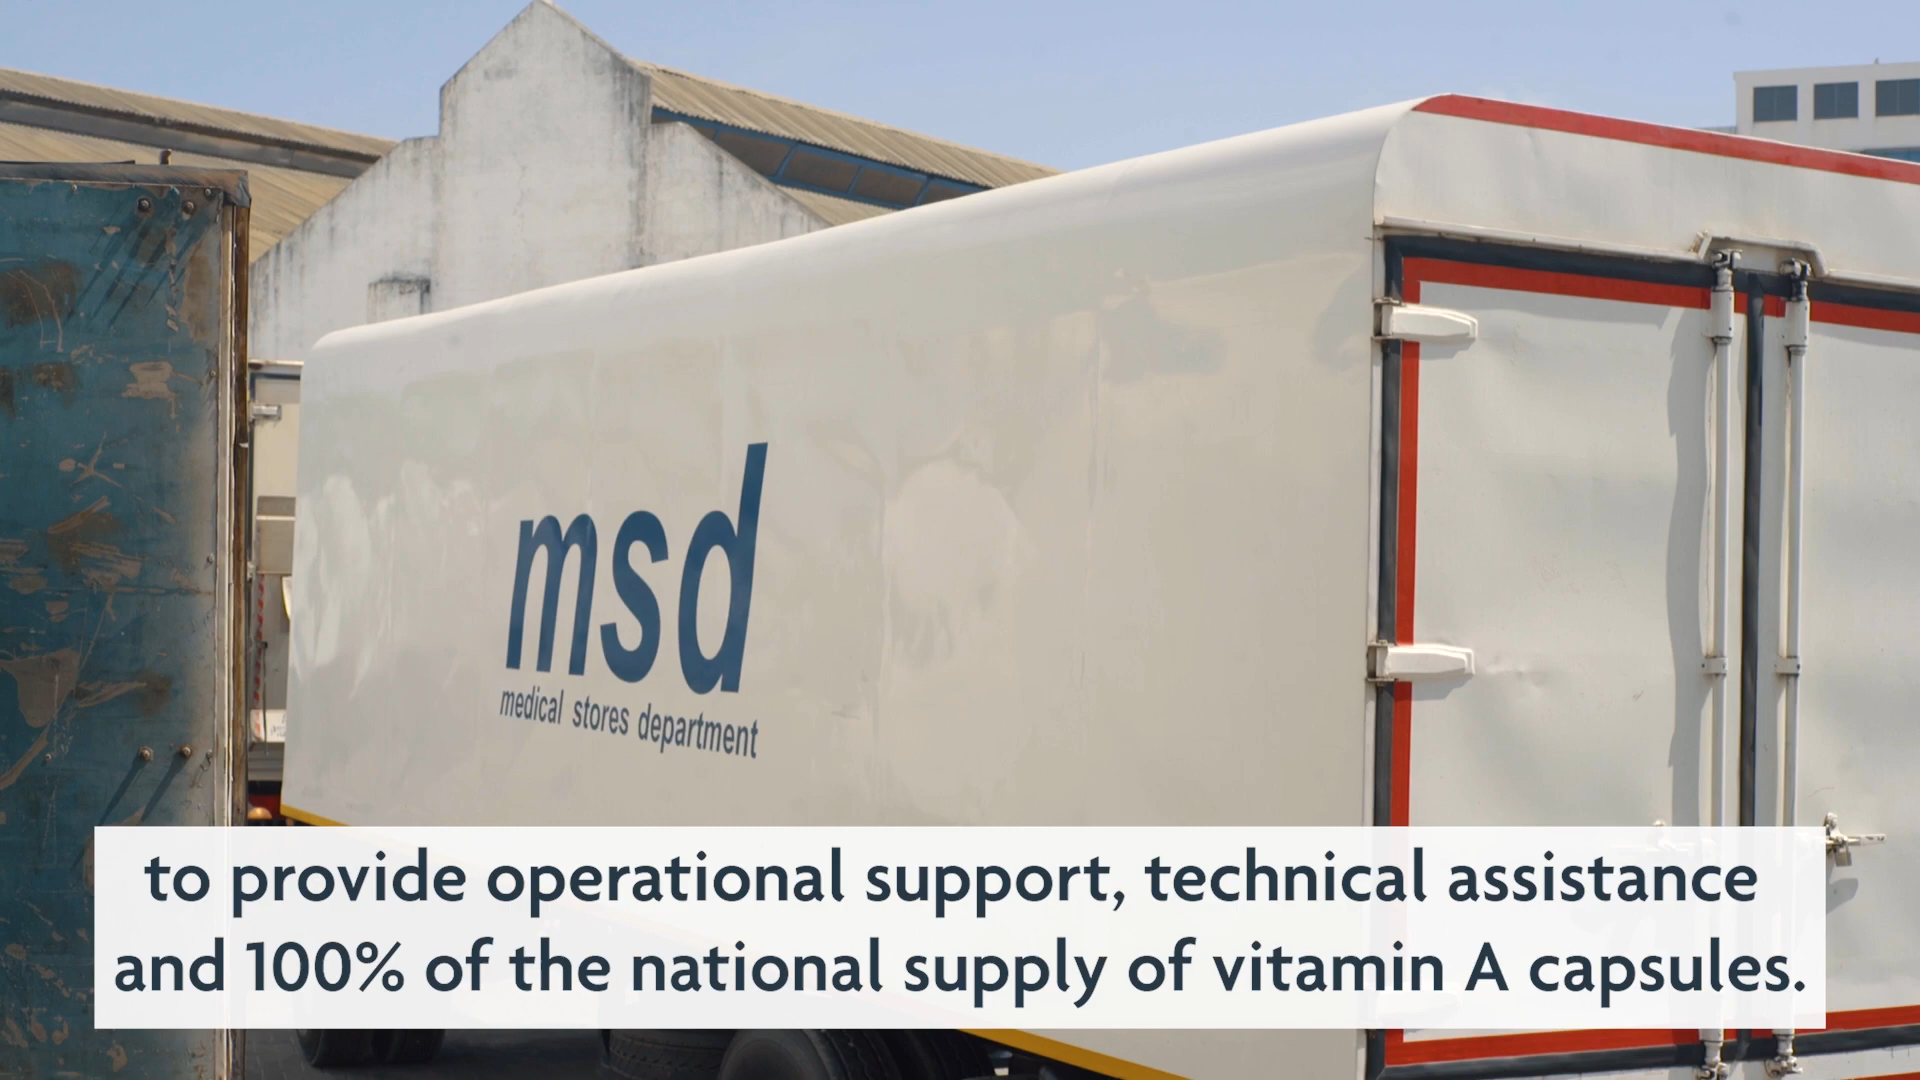 msd
medical stores department
to provide operational support, technical assistance
and 100% of the national supply of vitamin A capsules.